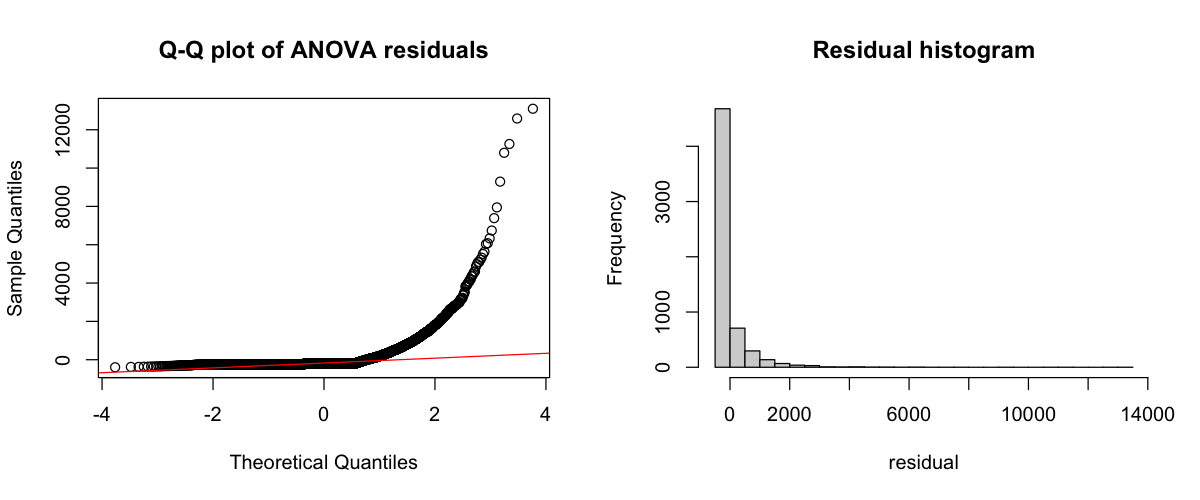 Q-Q plot of ANOVA residuals
Sample Quantiles
12000
8000
4000
0
-4 -2 0 2 4
Theoretical Quantiles
Residual histogram
Frequency
3000
1000
0
0 2000 6000 10000 14000
residual